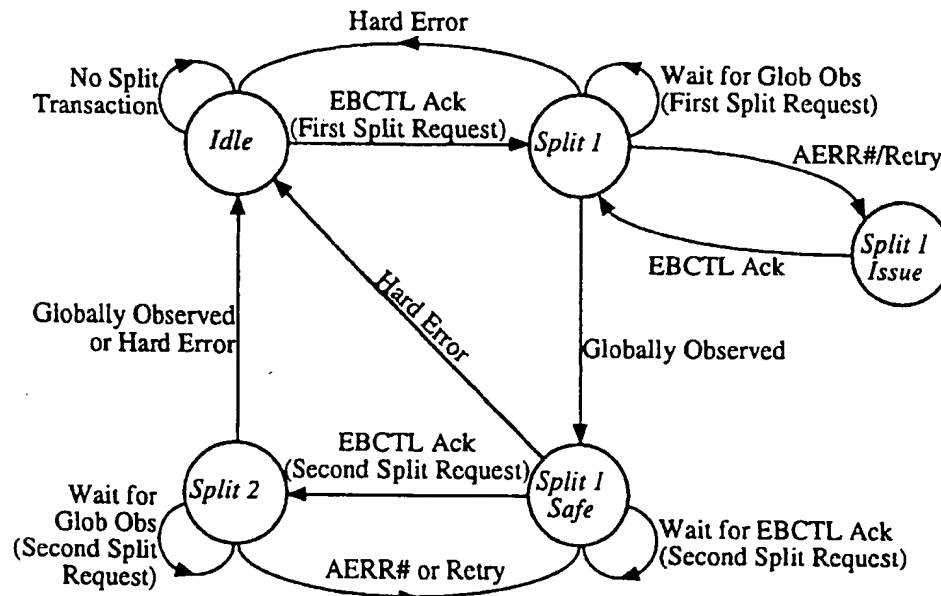 Hard Error
No Split
Transaction
EBCTL Ack
(First Split Request)
Wait for Glob Obs
(First Split Request)
Idle
Split 1
AERR#/Retry
Split 1
Issue
EBCTL Ack
Hard Error
Globally Observed
or Hard Error
Globally Observed
EBCTL Ack
(Second Split Request)
Split 2
Split 1
Safe
Wait for
Glob Obs
(Second Split
Request)
Wait for EBCTL Ack
(Second Split Request)
AERR# or Retry